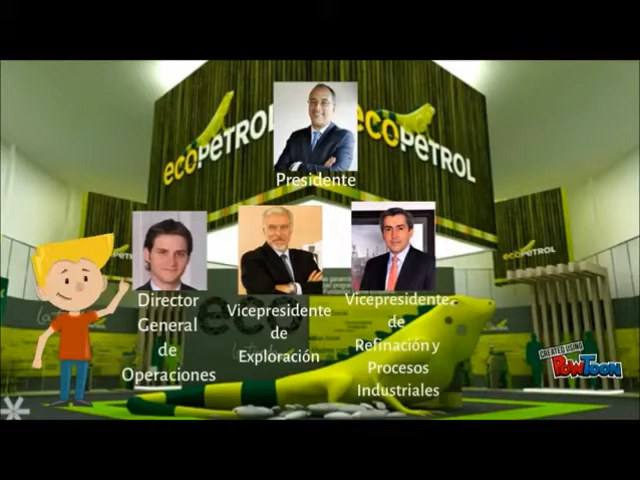 ecoPETROL
ecoPETROL
Presidente
ecoPETROL
Director
General
de
Operaciones
Vicepresidente
de
Exploración
Vicepresidente
de
Refinación y
Procesos
Industriales
eco
CREATED USING
POWTOON